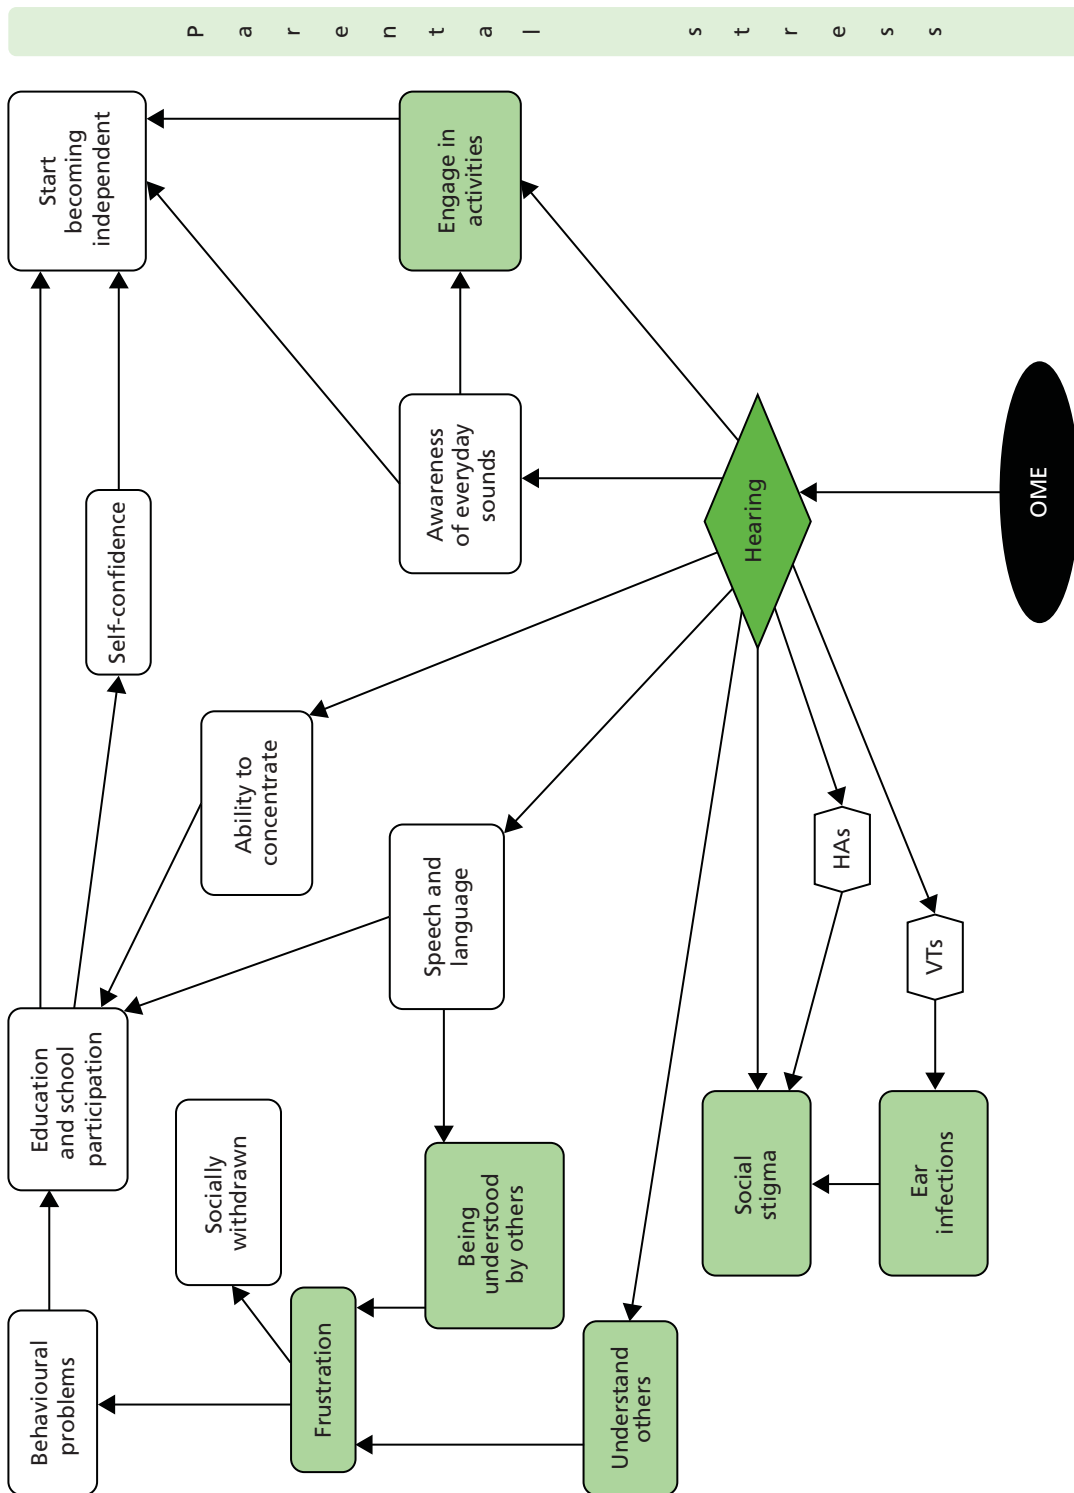 Behavioural
problems
Education
and school
participation
Start
becoming
independent
Self-confidence
Socially
withdrawn
Ability to
concentrate
Frustration
Speech and
language
Awareness
of everyday
sounds
Engage in
activities
Being
understood
by others
Understand
others
Social
stigma
Hearing
HAs
Ear
infections
VTs
OME
Parental stress